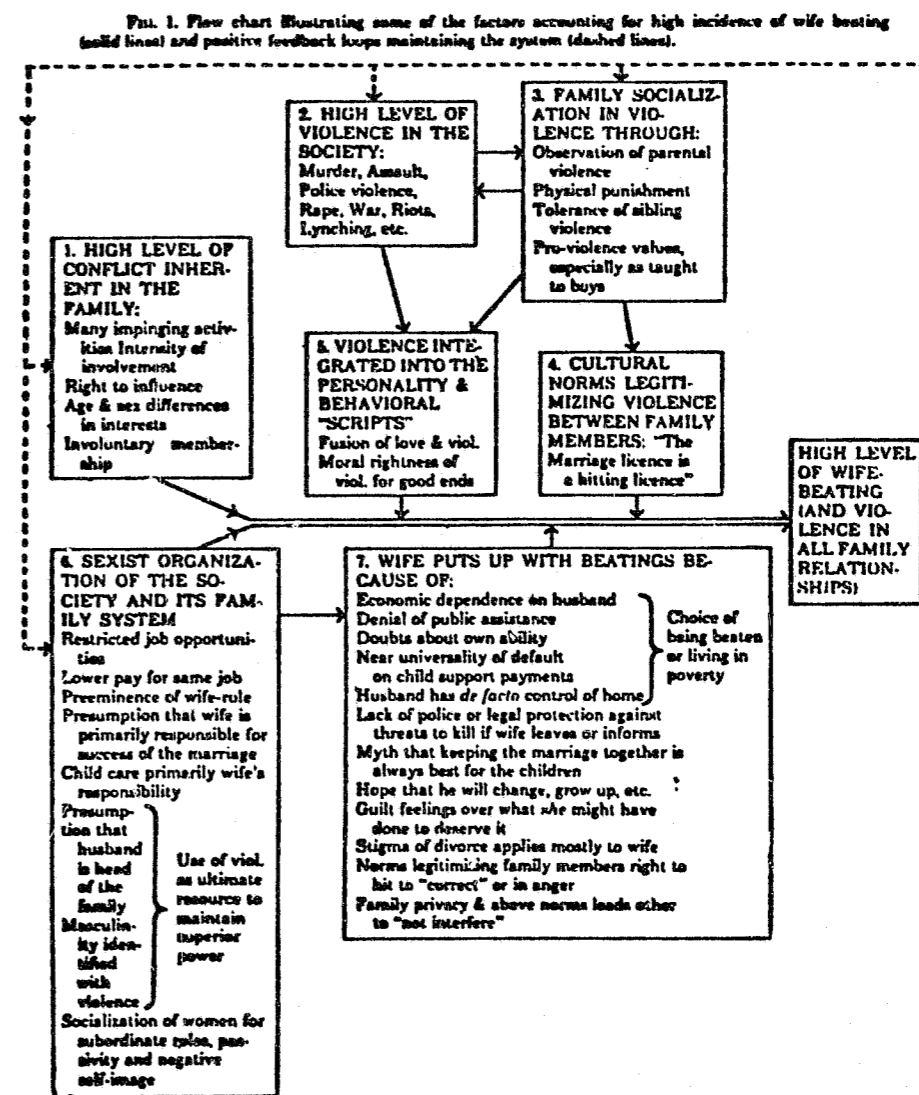 FIG. 1. Flow chart illustrating some of the factors accounting for high incidence of wife beating
(solid lines) and positive feedback loops maintaining the system (dashed lines).
1. HIGH LEVEL OF
CONFLICT INHER-
ENT IN THE
FAMILY:
Many impinging activ-
ities Intensity of
involvement
Right to influence
Age & sex differences
in interests
Involuntary member-
ship
2. HIGH LEVEL OF
VIOLENCE IN THE
SOCIETY:
Murder, Assault,
Police violence,
Rape, War, Riots,
Lynching, etc.
3. FAMILY SOCIALIZ-
ATION IN VIO-
LENCE THROUGH:
Observation of parental
violence
Physical punishment
Tolerance of sibling
violence
Pro-violence values,
especially as taught
to boys
5. VIOLENCE INTE-
GRATED INTO THE
PERSONALITY &
BEHAVIORAL
"SCRIPTS"
Fusion of love & viol.
Moral rightness of
viol. for good ends
4. CULTURAL
NORMS LEGITI-
MIZING VIOLENCE
BETWEEN FAMILY
MEMBERS: "The
Marriage licence is
a hitting licence"
HIGH LEVEL
OF WIFE-
BEATING
(AND VIO-
LENCE IN
ALL FAMILY
RELATION-
SHIPS)
6. SEXIST ORGANIZA-
TION OF THE SO-
CIETY AND ITS FAM-
ILY SYSTEM
Restricted job opportuni-
ties
Lower pay for same job
Preeminence of wife-role
Presumption that wife is
primarily responsible for
success of the marriage
Child care primarily wife's
responsibility
Presump-
tion that
husband
is head
of the
family
Masculin-
ity iden-
tified
with
violence
Use of viol.
as ultimate
resource to
maintain
superior
power
Socialization of women for
subordinate roles, pas-
sivity and negative
self-image
7. WIFE PUTS UP WITH BEATINGS BE-
CAUSE OF:
Economic dependence on husband
Denial of public assistance
Doubts about own ability
Near universality of default
on child support payments
Husband has de facto control of home
Choice of
being beaten
or living in
poverty
Lack of police or legal protection against
threats to kill if wife leaves or informs
Myth that keeping the marriage together is
always best for the children
Hope that he will change, grow up, etc.
Guilt feelings over what she might have
done to deserve it
Stigma of divorce applies mostly to wife
Norms legitimizing family members right to
hit to "correct" or in anger
Family privacy & above norms leads other
to "not interfere"